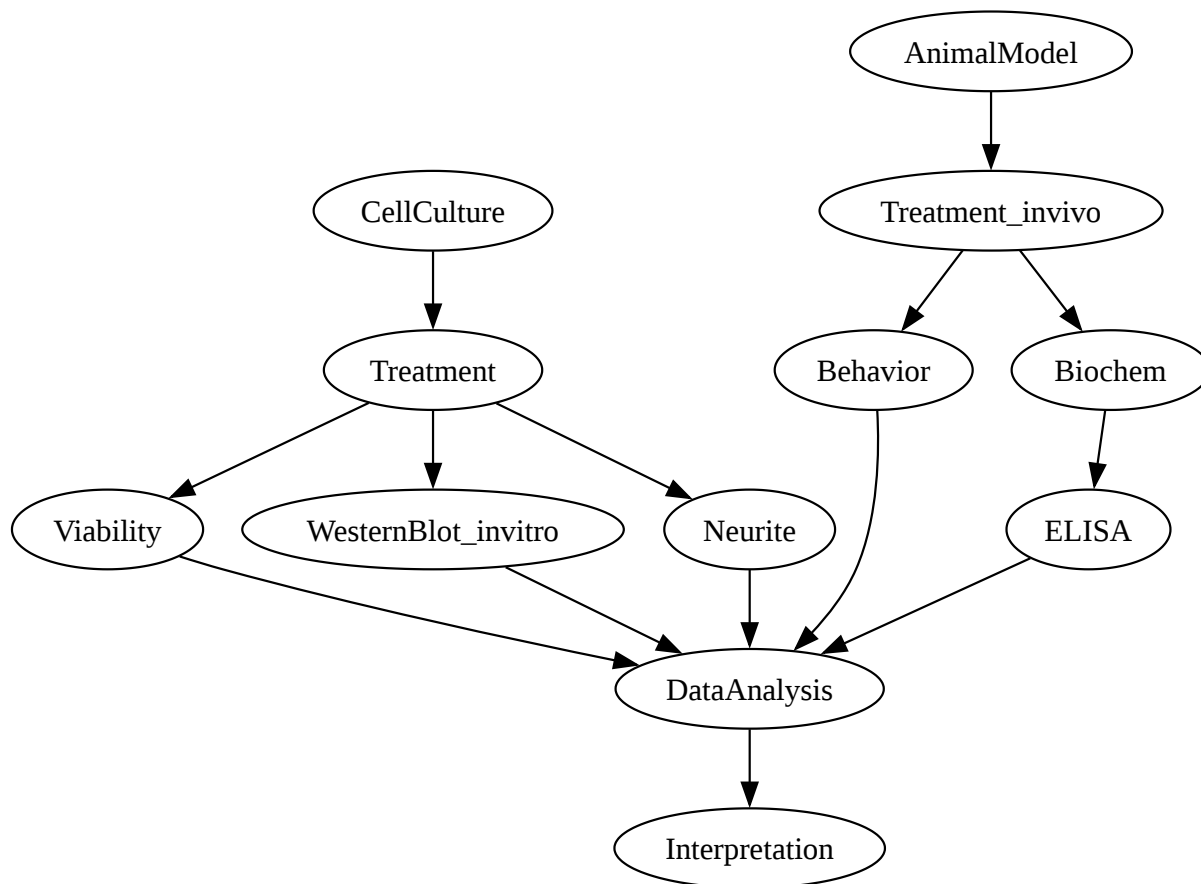 AnimalModel
CellCulture
Treatment_invivo
Treatment
Behavior
Biochem
Viability
WesternBlot_invitro
Neurite
ELISA
DataAnalysis
Interpretation